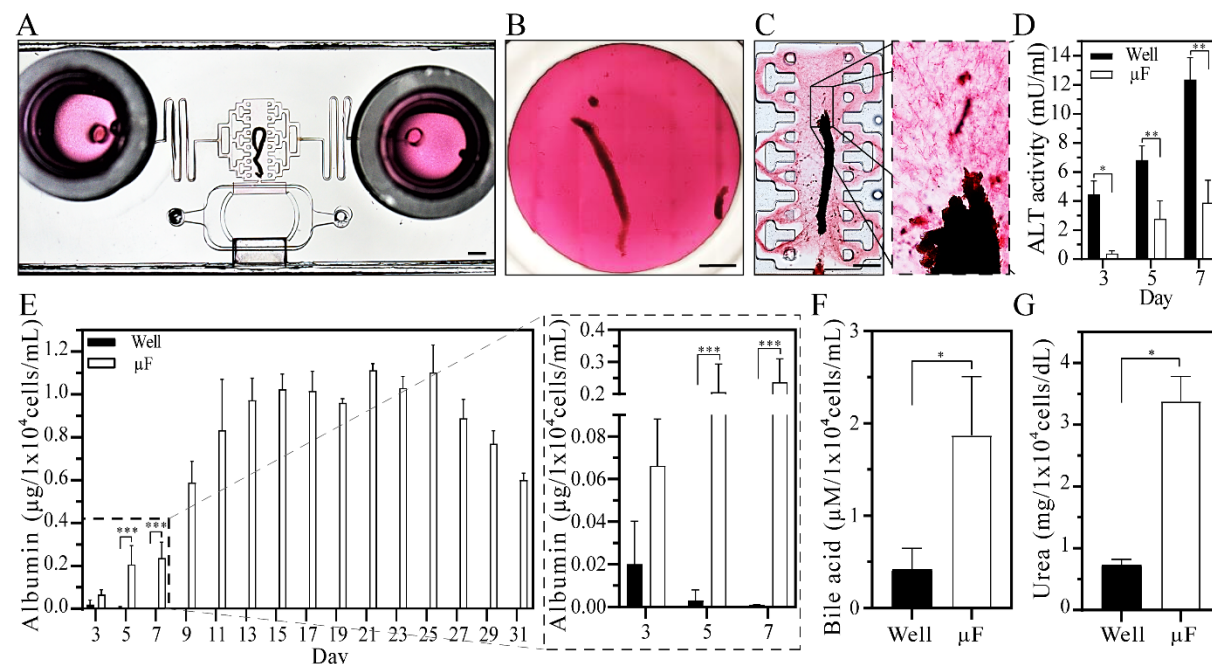 A
B
C
D
ALT activity (mU/ml)
14
12
10
8
6
4
2
0
Well
µF
*
**
**
3 5 7
Day
E
Albumin (µg/1x10⁴cells/mL)
1.2
1.0
0.8
0.6
0.4
0.2
0.0
Well
µF
***
***
3 5 7 9 11 13 15 17 19 21 23 25 27 29 31
Day
Albumin (µg/1x10⁴cells/mL)
0.4
0.3
0.2
0.08
0.06
0.04
0.02
0.00
***
***
3 5 7
F
Bile acid (µM/1x10⁴cells/mL)
3
2
1
0
*
Well µF
G
Urea (mg/1x10⁴cells/dL)
5
4
3
2
1
0
*
Well µF